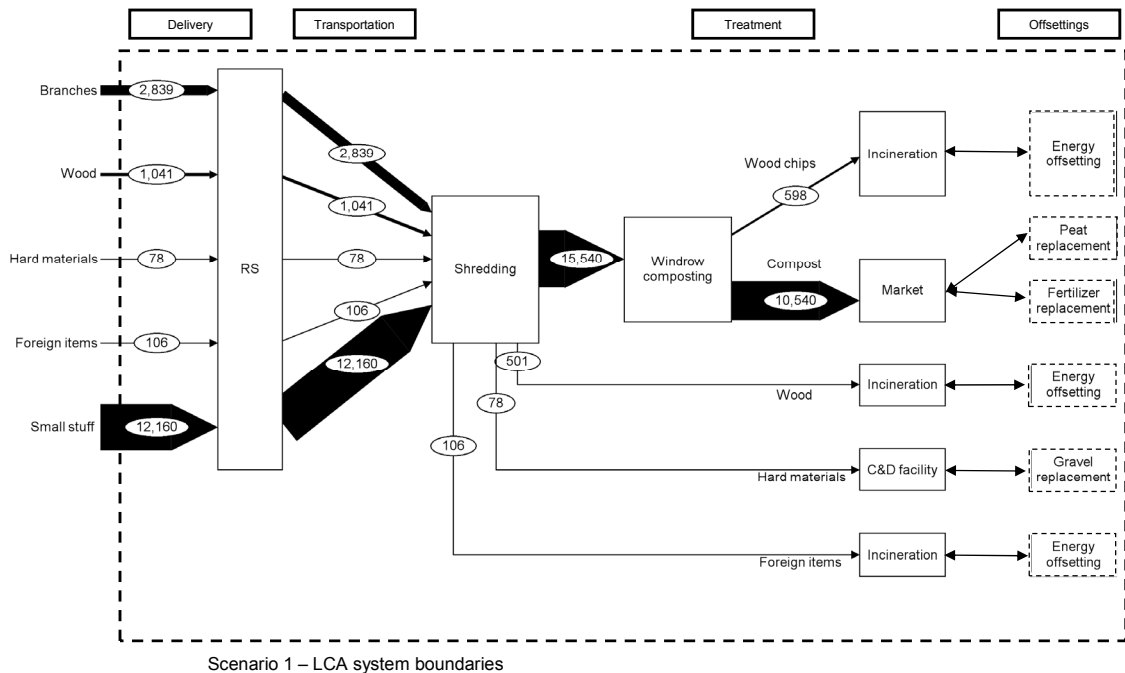 Delivery
Transportation
Treatment
Offsettings
Branches
2,839
Wood
1,041
Hard materials
78
Foreign items
106
Small stuff
12,160
RS
2,839
1,041
78
106
12,160
Shredding
15,540
Windrow
composting
Wood chips
598
Compost
10,540
501
Wood
78
Hard materials
106
Foreign items
Incineration
Market
Incineration
C&D facility
Incineration
Energy
offsetting
Peat
replacement
Fertilizer
replacement
Energy
offsetting
Gravel
replacement
Energy
offsetting
Scenario 1 – LCA system boundaries